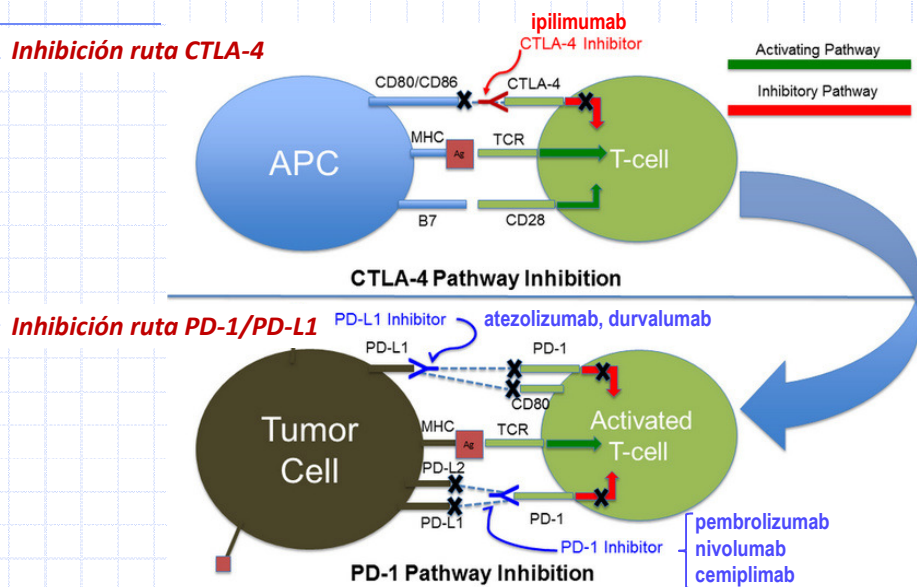 ipilimumab
Inhibición ruta CTLA-4
CTLA-4 Inhibitor
Activating Pathway
CD80/CD86
CTLA-4
Inhibitory Pathway
MHC
TCR
Ag
APC
T-cell
B7
CD28
CTLA-4 Pathway Inhibition
Inhibición ruta PD-1/PD-L1
PD-L1 Inhibitor
atezolizumab, durvalumab
PD-L1
PD-1
CD80
MHC
TCR
Ag
Tumor
Cell
Activated
T-cell
PD-L2
PD-L1
PD-1
PD-1 Inhibitor
pembrolizumab
nivolumab
cemiplimab
PD-1 Pathway Inhibition